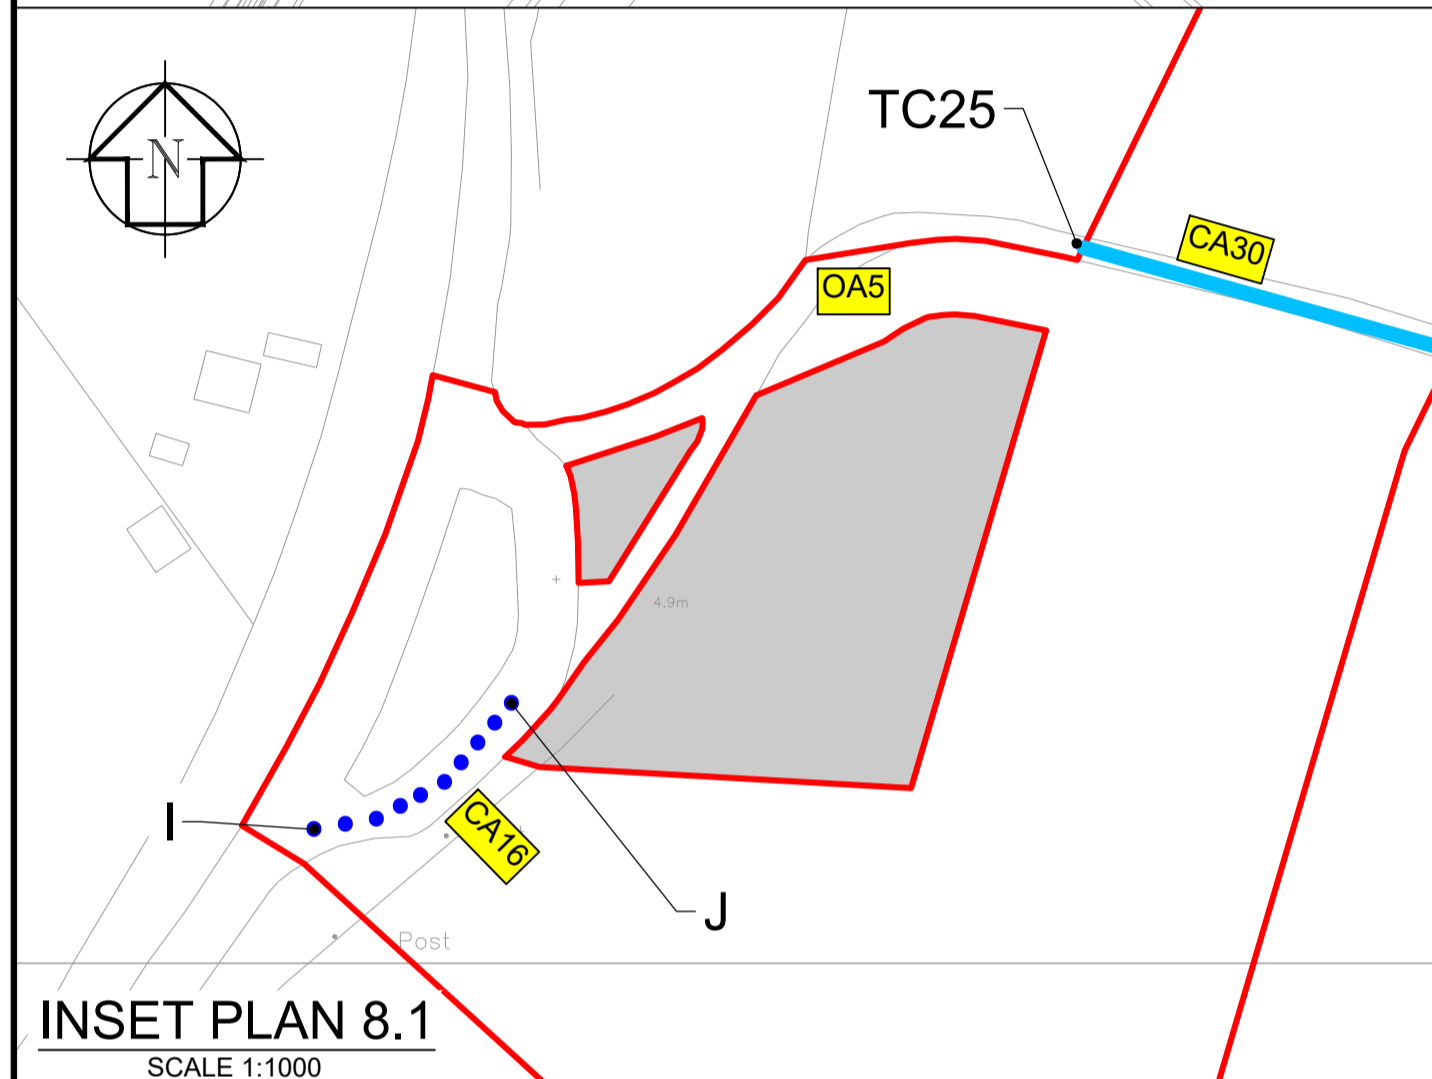 N
TC25
CA30
OA5
4.9m
I
CA16
J
Post
INSET PLAN 8.1
SCALE 1:1000